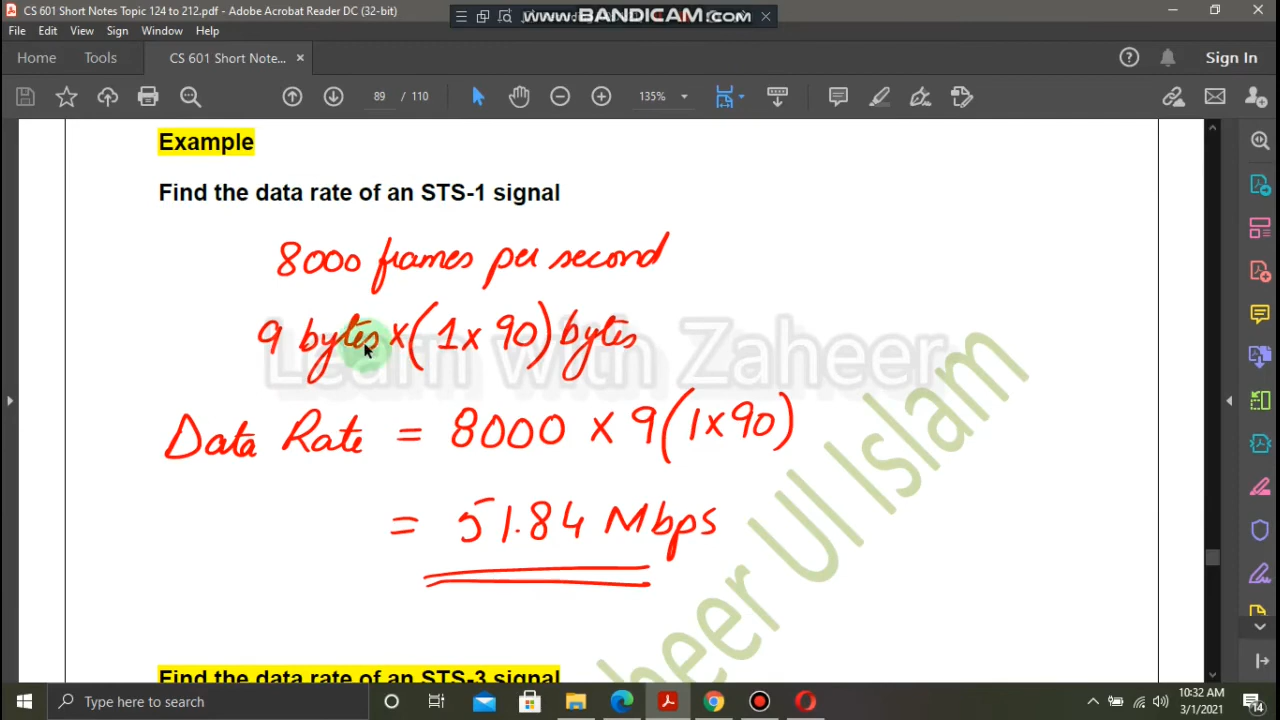 CS 601 Short Notes Topic 124 to 212.pdf - Adobe Acrobat Reader DC (32-bit)
www.BANDICAM.com
File Edit View Sign Window Help
Home Tools CS 601 Short Note... × Sign In
89 / 110 135%
Example
Find the data rate of an STS-1 signal
8000 frames per second
9 bytes × (1 x 90) bytes
Learn with Zaheer
Data Rate = 8000 × 9(1×90)
= 51.84 Mbps
heer Ul Islam
Find the data rate of an STS-3 signal
Type here to search
10:32 AM
3/1/2021
14